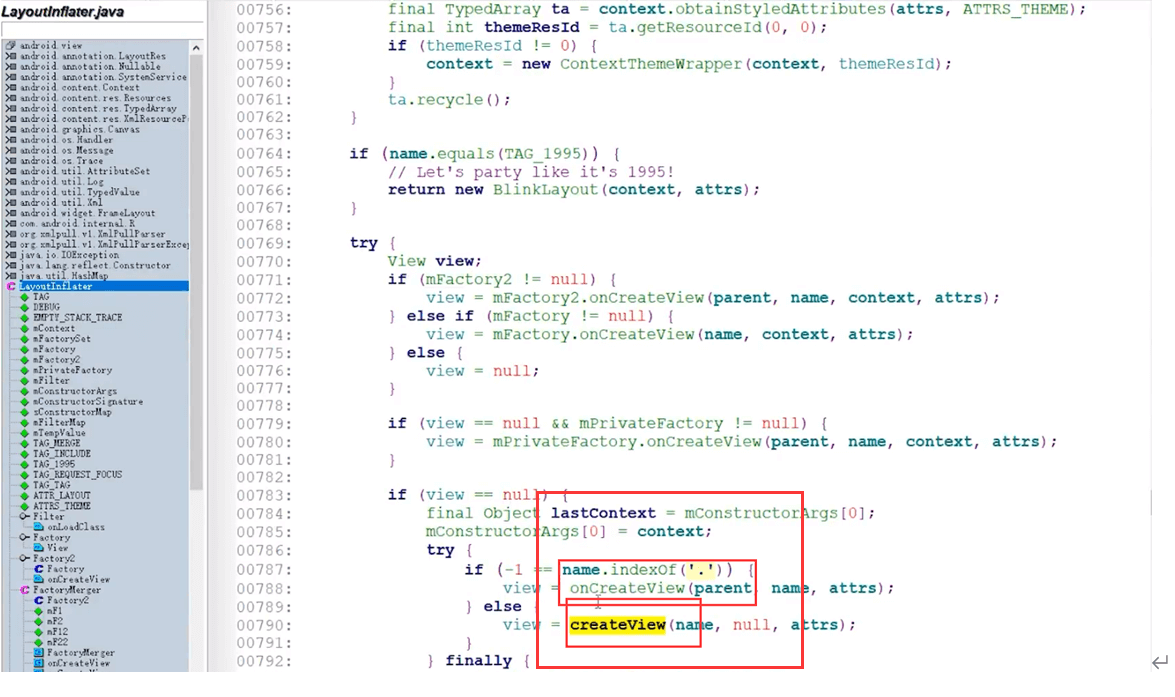 LayoutInflater.java
android.view
android.annotation.LayoutRes
android.annotation.Nullable
android.annotation.SystemService
android.content.Context
android.content.res.Resources
android.content.res.TypedArray
android.content.res.XmlResourceP
android.graphics.Canvas
android.os.Handler
android.os.Message
android.os.Trace
android.util.AttributeSet
android.util.Log
android.util.TypedValue
android.util.Xml
android.widget.FrameLayout
com.android.internal.R
org.xmlpull.v1.XmlPullParser
org.xmlpull.v1.XmlPullParserExce
java.io.IOException
java.lang.reflect.Constructor
java.util.HashMap
LayoutInflater
TAG
DEBUG
EMPTY_STACK_TRACE
mContext
mFactorySet
mFactory
mFactory2
mPrivateFactory
mFilter
mConstructorArgs
mConstructorSignature
sConstructorMap
mFilterMap
mTempValue
TAG_MERGE
TAG_INCLUDE
TAG_1995
TAG_REQUEST_FOCUS
TAG_TAG
ATTR_LAYOUT
ATTRS_THEME
Filter
onLoadClass
Factory
View
Factory2
Factory
onCreateView
FactoryMerger
Factory2
mF1
mF2
mF12
mF22
FactoryMerger
onCreateView
00756: final TypedArray ta = context.obtainStyledAttributes(attrs, ATTRS_THEME);
00757: final int themeResId = ta.getResourceId(0, 0);
00758: if (themeResId != 0) {
00759: context = new ContextThemeWrapper(context, themeResId);
00760: }
00761: ta.recycle();
00762: }
00763:
00764: if (name.equals(TAG_1995)) {
00765: // Let's party like it's 1995!
00766: return new BlinkLayout(context, attrs);
00767: }
00768:
00769: try {
00770: View view;
00771: if (mFactory2 != null) {
00772: view = mFactory2.onCreateView(parent, name, context, attrs);
00773: } else if (mFactory != null) {
00774: view = mFactory.onCreateView(name, context, attrs);
00775: } else {
00776: view = null;
00777: }
00778:
00779: if (view == null && mPrivateFactory != null) {
00780: view = mPrivateFactory.onCreateView(parent, name, context, attrs);
00781: }
00782:
00783: if (view == null) {
00784: final Object lastContext = mConstructorArgs[0];
00785: mConstructorArgs[0] = context;
00786: try {
00787: if (-1 == name.indexOf('.')) {
00788: view = onCreateView(parent, name, attrs);
00789: } else {
00790: view = createView(name, null, attrs);
00791: }
00792: } finally {